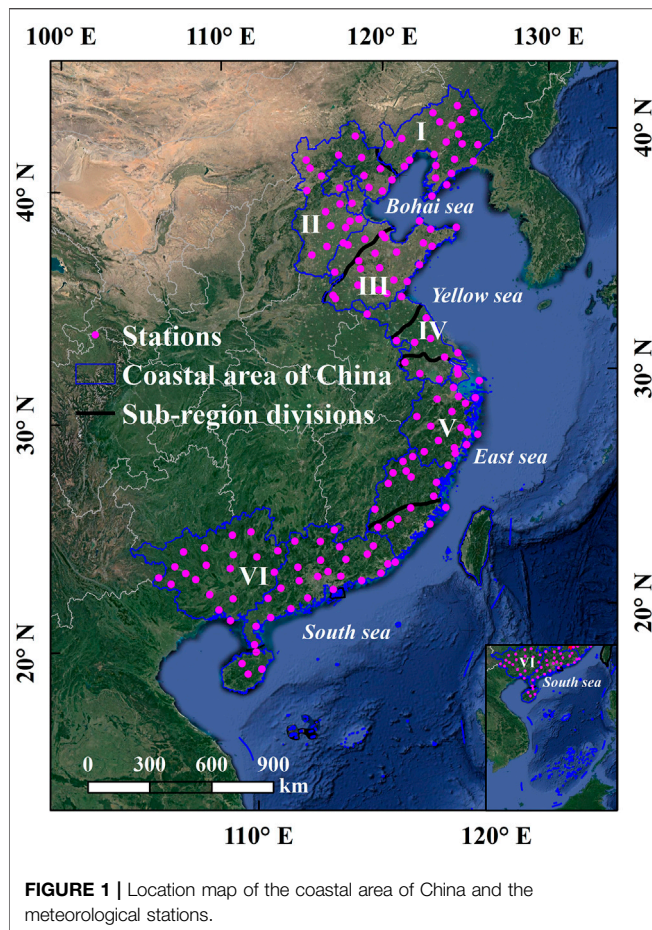 100° E 110° E 120° E 130° E
I
40° N 40° N
Bohai sea
II
III
Yellow sea
IV
Stations
Coastal area of China
Sub-region divisions
30° N 30° N
V
East sea
VI
20° N 20° N
South sea
VI
South sea
0 300 600 900
km
110° E 120° E
FIGURE 1 | Location map of the coastal area of China and the
meteorological stations.